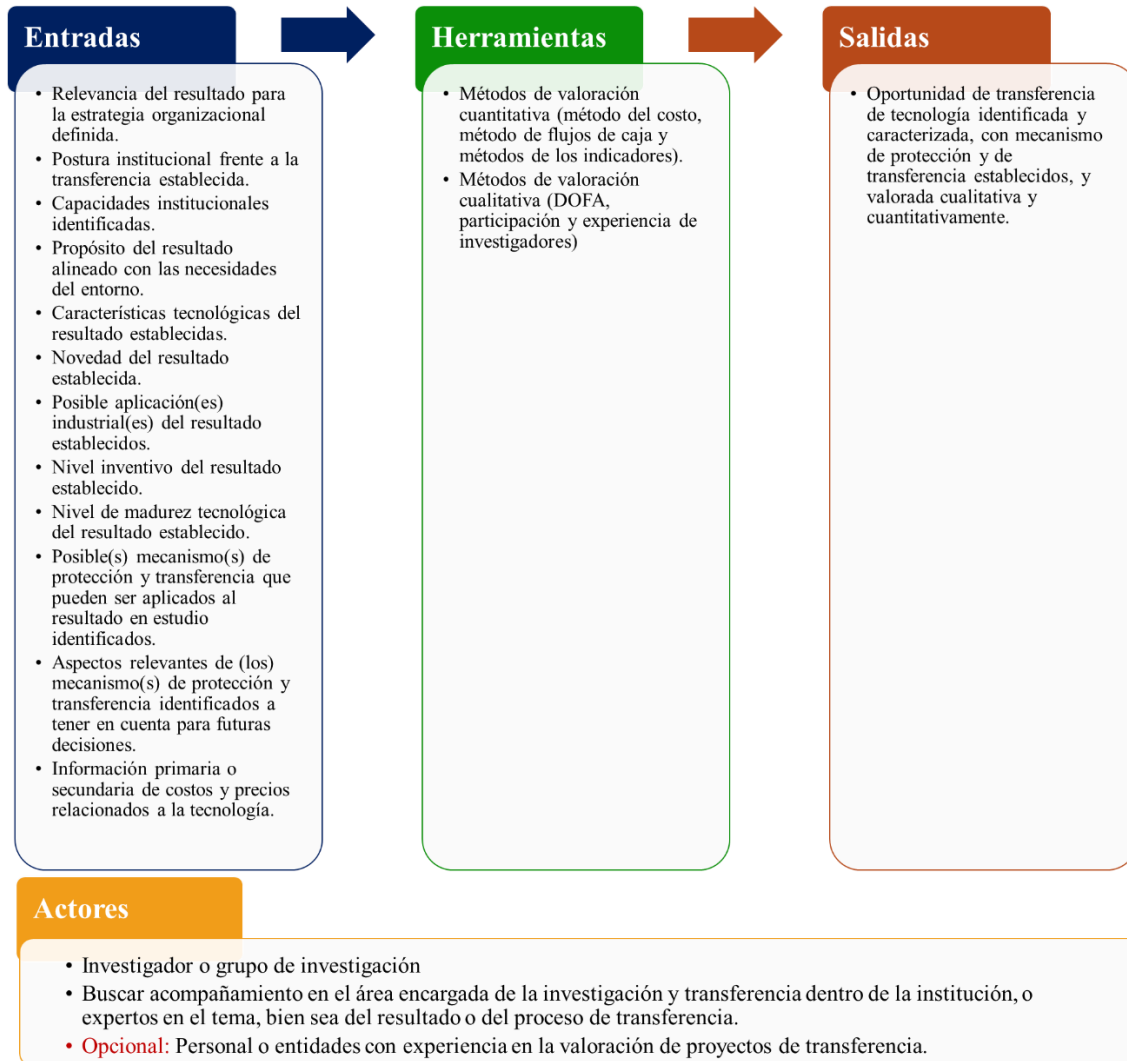 Entradas
• Relevancia del resultado para
la estrategia organizacional
definida.
• Postura institucional frente a la
transferencia establecida.
• Capacidades institucionales
identificadas.
• Propósito del resultado
alineado con las necesidades
del entorno.
• Características tecnológicas del
resultado establecidas.
• Novedad del resultado
establecida.
• Posible aplicación(es)
industrial(es) del resultado
establecidos.
• Nivel inventivo del resultado
establecido.
• Nivel de madurez tecnológica
del resultado establecido.
• Posible(s) mecanismo(s) de
protección y transferencia que
pueden ser aplicados al
resultado en estudio
identificados.
• Aspectos relevantes de (los)
mecanismo(s) de protección y
transferencia identificados a
tener en cuenta para futuras
decisiones.
• Información primaria o
secundaria de costos y precios
relacionados a la tecnología.
Herramientas
• Métodos de valoración
cuantitativa (método del costo,
método de flujos de caja y
métodos de los indicadores).
• Métodos de valoración
cualitativa (DOFA,
participación y experiencia de
investigadores)
Salidas
• Oportunidad de transferencia
de tecnología identificada y
caracterizada, con mecanismo
de protección y de
transferencia establecidos, y
valorada cualitativa y
cuantitativamente.
Actores
• Investigador o grupo de investigación
• Buscar acompañamiento en el área encargada de la investigación y transferencia dentro de la institución, o
expertos en el tema, bien sea del resultado o del proceso de transferencia.
• Opcional: Personal o entidades con experiencia en la valoración de proyectos de transferencia.